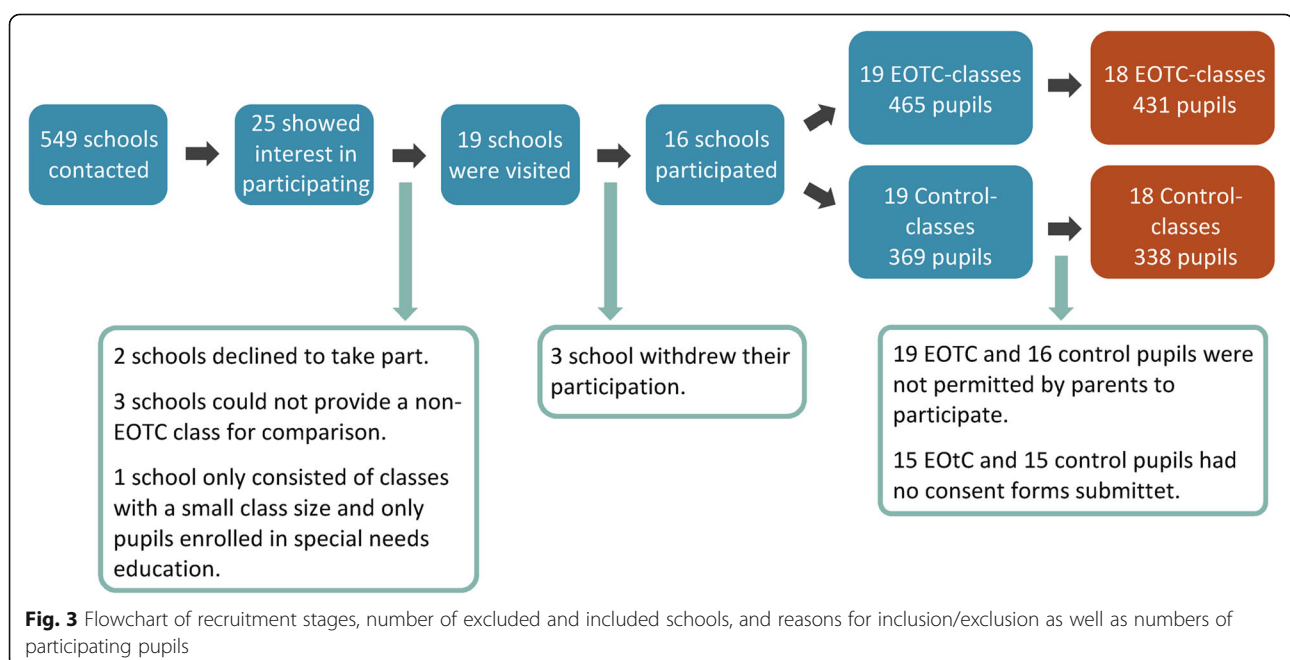 549 schools
contacted
25 showed
interest in
participating
19 schools
were visited
16 schools
participated
19 EOTC-classes
465 pupils
18 EOTC-classes
431 pupils
19 Control-
classes
369 pupils
18 Control-
classes
338 pupils
2 schools declined to take part.
3 schools could not provide a non-
EOTC class for comparison.
1 school only consisted of classes
with a small class size and only
pupils enrolled in special needs
education.
3 school withdrew their
participation.
19 EOTC and 16 control pupils were
not permitted by parents to
participate.
15 EOtC and 15 control pupils had
no consent forms submittet.
Fig. 3 Flowchart of recruitment stages, number of excluded and included schools, and reasons for inclusion/exclusion as well as numbers of
participating pupils